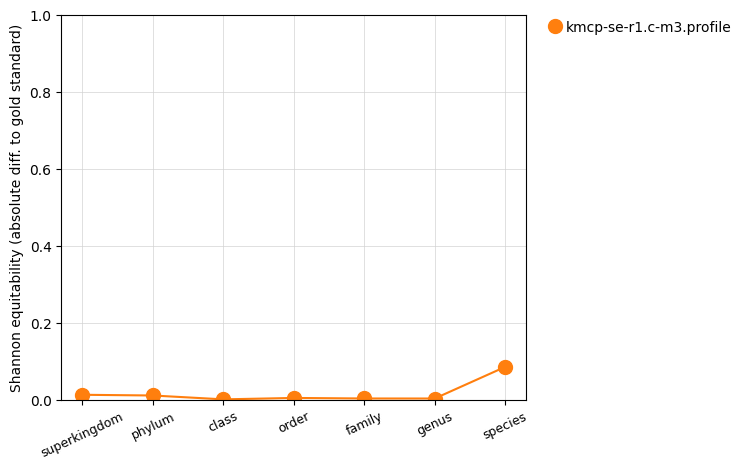 kmcp-se-r1.c-m3.profile
Shannon equitability (absolute diff. to gold standard)
1.0
0.8
0.6
0.4
0.2
0.0
superkingdom
phylum
class
order
family
genus
species